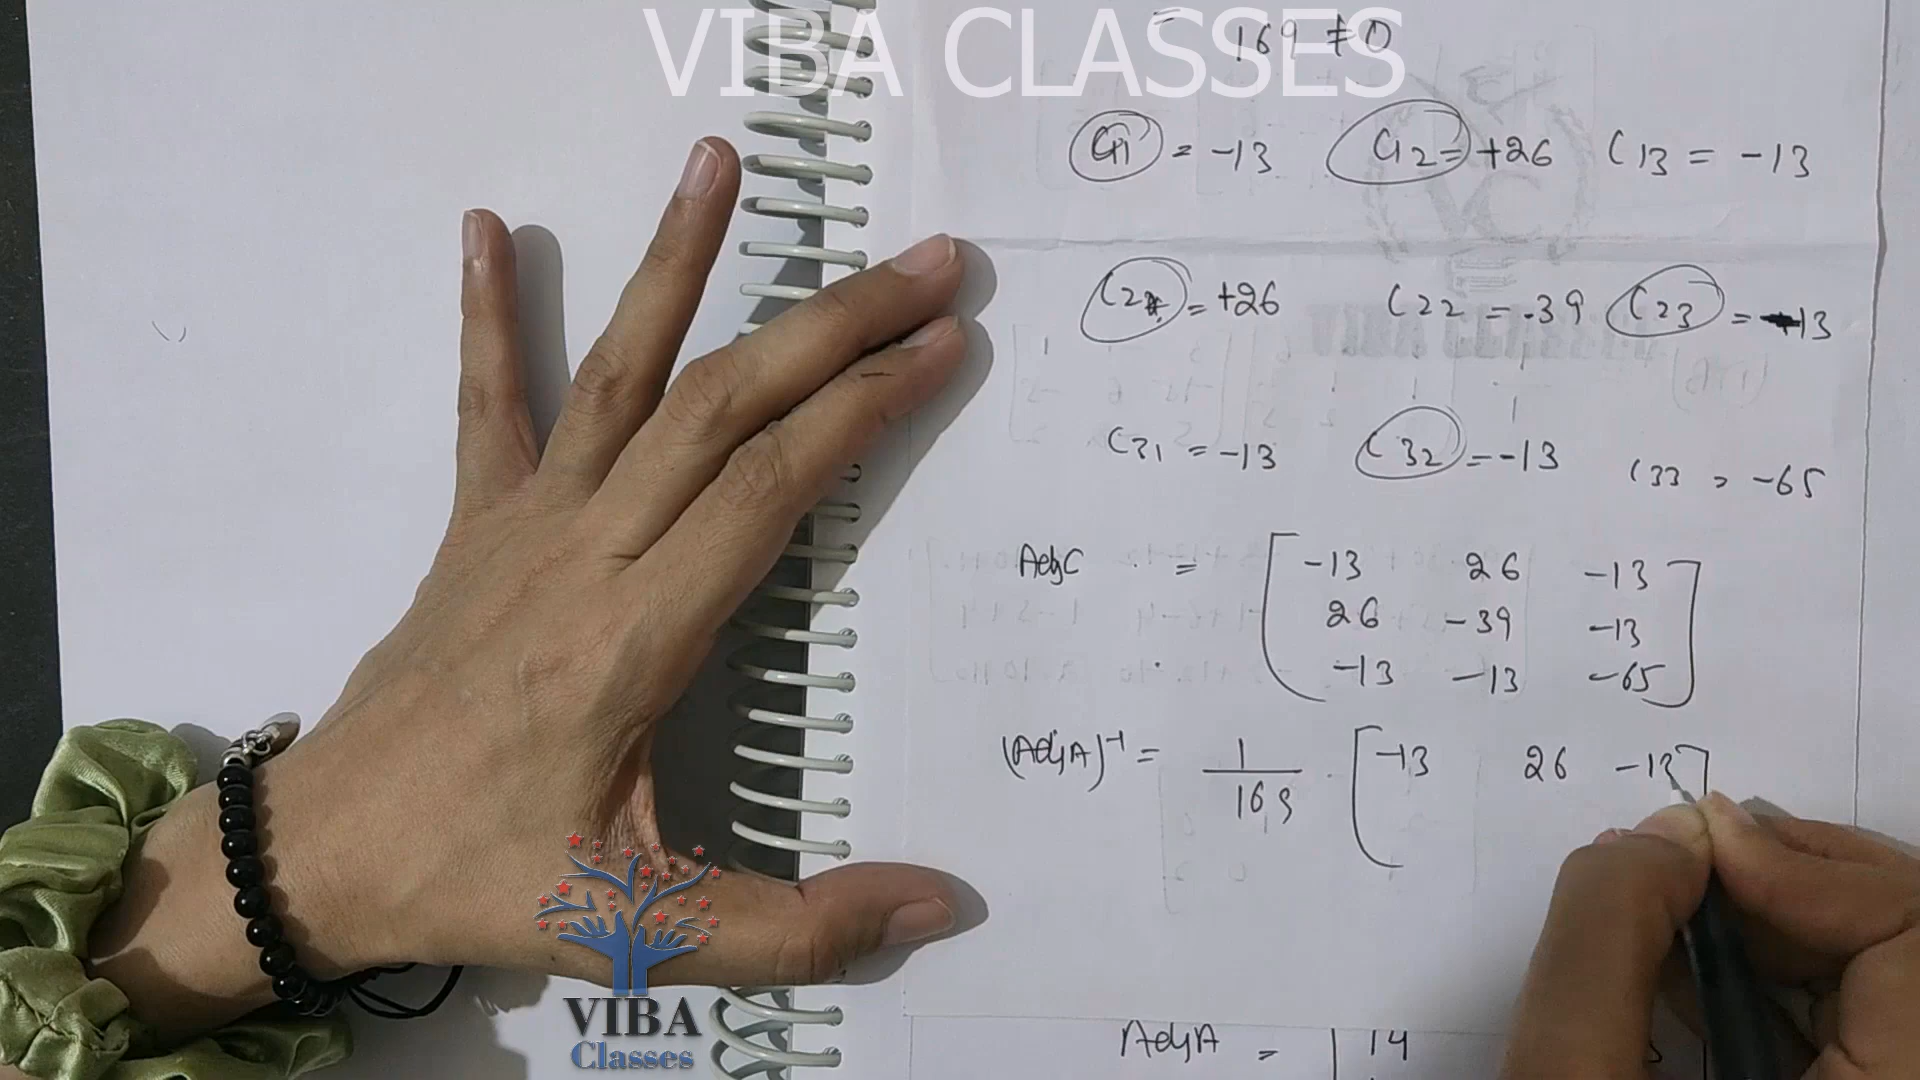 VIBA CLASSES
=
169 ≠ 0
C11 = -13 C12 = +26 C13 = -13
= +26 C22 = -39 C23 = -13
C31 = -13 C32 = -13 C33 = -65
AdjC = [ -13 26 -13
26 -39 -13
-13 -13 -65 ]
(AdjA)⁻¹ = 1/169 . [ -13 26 -13 ]
VIBA
Classes
AdjA = 14